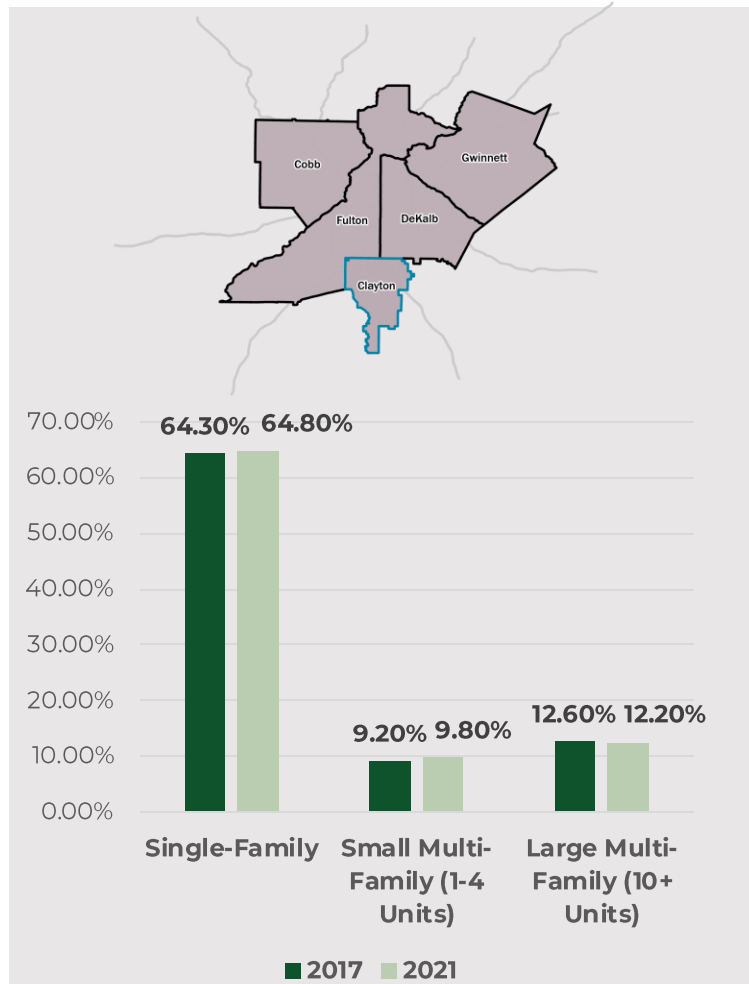 Cobb
Gwinnett
Fulton
DeKalb
Clayton
70.00%
64.30% 64.80%
60.00%
50.00%
40.00%
30.00%
20.00%
12.60% 12.20%
9.20% 9.80%
10.00%
0.00%
Single-Family
Small Multi-
Family (1-4
Units)
Large Multi-
Family (10+
Units)
2017 2021